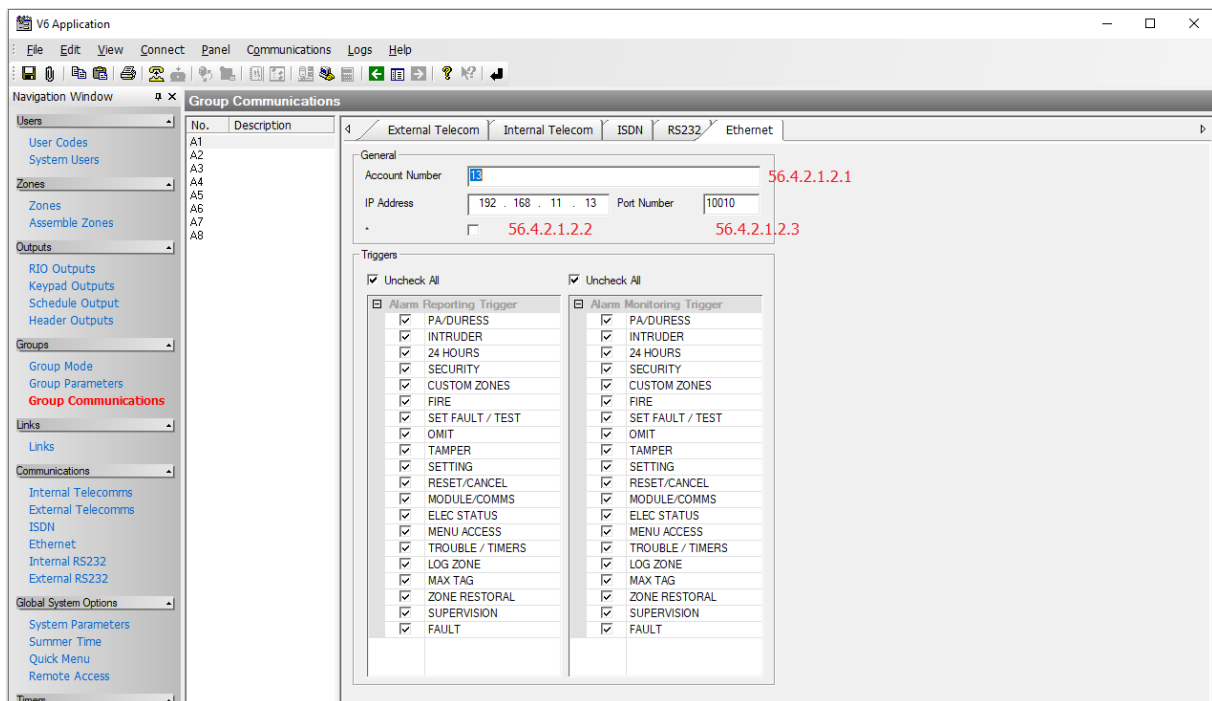 V6 Application
File Edit View Connect Panel Communications Logs Help
Navigation Window
Users
User Codes
System Users
Zones
Zones
Assemble Zones
Outputs
RIO Outputs
Keypad Outputs
Schedule Output
Header Outputs
Groups
Group Mode
Group Parameters
Group Communications
Links
Links
Communications
Internal Telecomms
External Telecomms
ISDN
Ethernet
Internal RS232
External RS232
Global System Options
System Parameters
Summer Time
Quick Menu
Remote Access
Timers
Group Communications
No. Description
A1
A2
A3
A4
A5
A6
A7
A8
External Telecom Internal Telecom ISDN RS232 Ethernet
General
Account Number 13 56.4.2.1.2.1
IP Address 192 . 168 . 11 . 13 Port Number 10010
56.4.2.1.2.2 56.4.2.1.2.3
Triggers
Uncheck All Uncheck All
Alarm Reporting Trigger Alarm Monitoring Trigger
PA/DURESS PA/DURESS
INTRUDER INTRUDER
24 HOURS 24 HOURS
SECURITY SECURITY
CUSTOM ZONES CUSTOM ZONES
FIRE FIRE
SET FAULT / TEST SET FAULT / TEST
OMIT OMIT
TAMPER TAMPER
SETTING SETTING
RESET/CANCEL RESET/CANCEL
MODULE/COMMS MODULE/COMMS
ELEC STATUS ELEC STATUS
MENU ACCESS MENU ACCESS
TROUBLE / TIMERS TROUBLE / TIMERS
LOG ZONE LOG ZONE
MAX TAG MAX TAG
ZONE RESTORAL ZONE RESTORAL
SUPERVISION SUPERVISION
FAULT FAULT